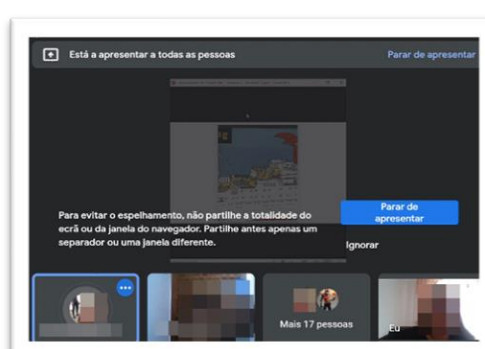 Está a apresentar a todas as pessoas
Parar de apresentar
Para evitar o espelhamento, não partilhe a totalidade do
ecrã ou da janela do navegador. Partilhe antes apenas um
separador ou uma janela diferente.
Parar de
apresentar
Ignorar
Mais 17 pessoas
Eu